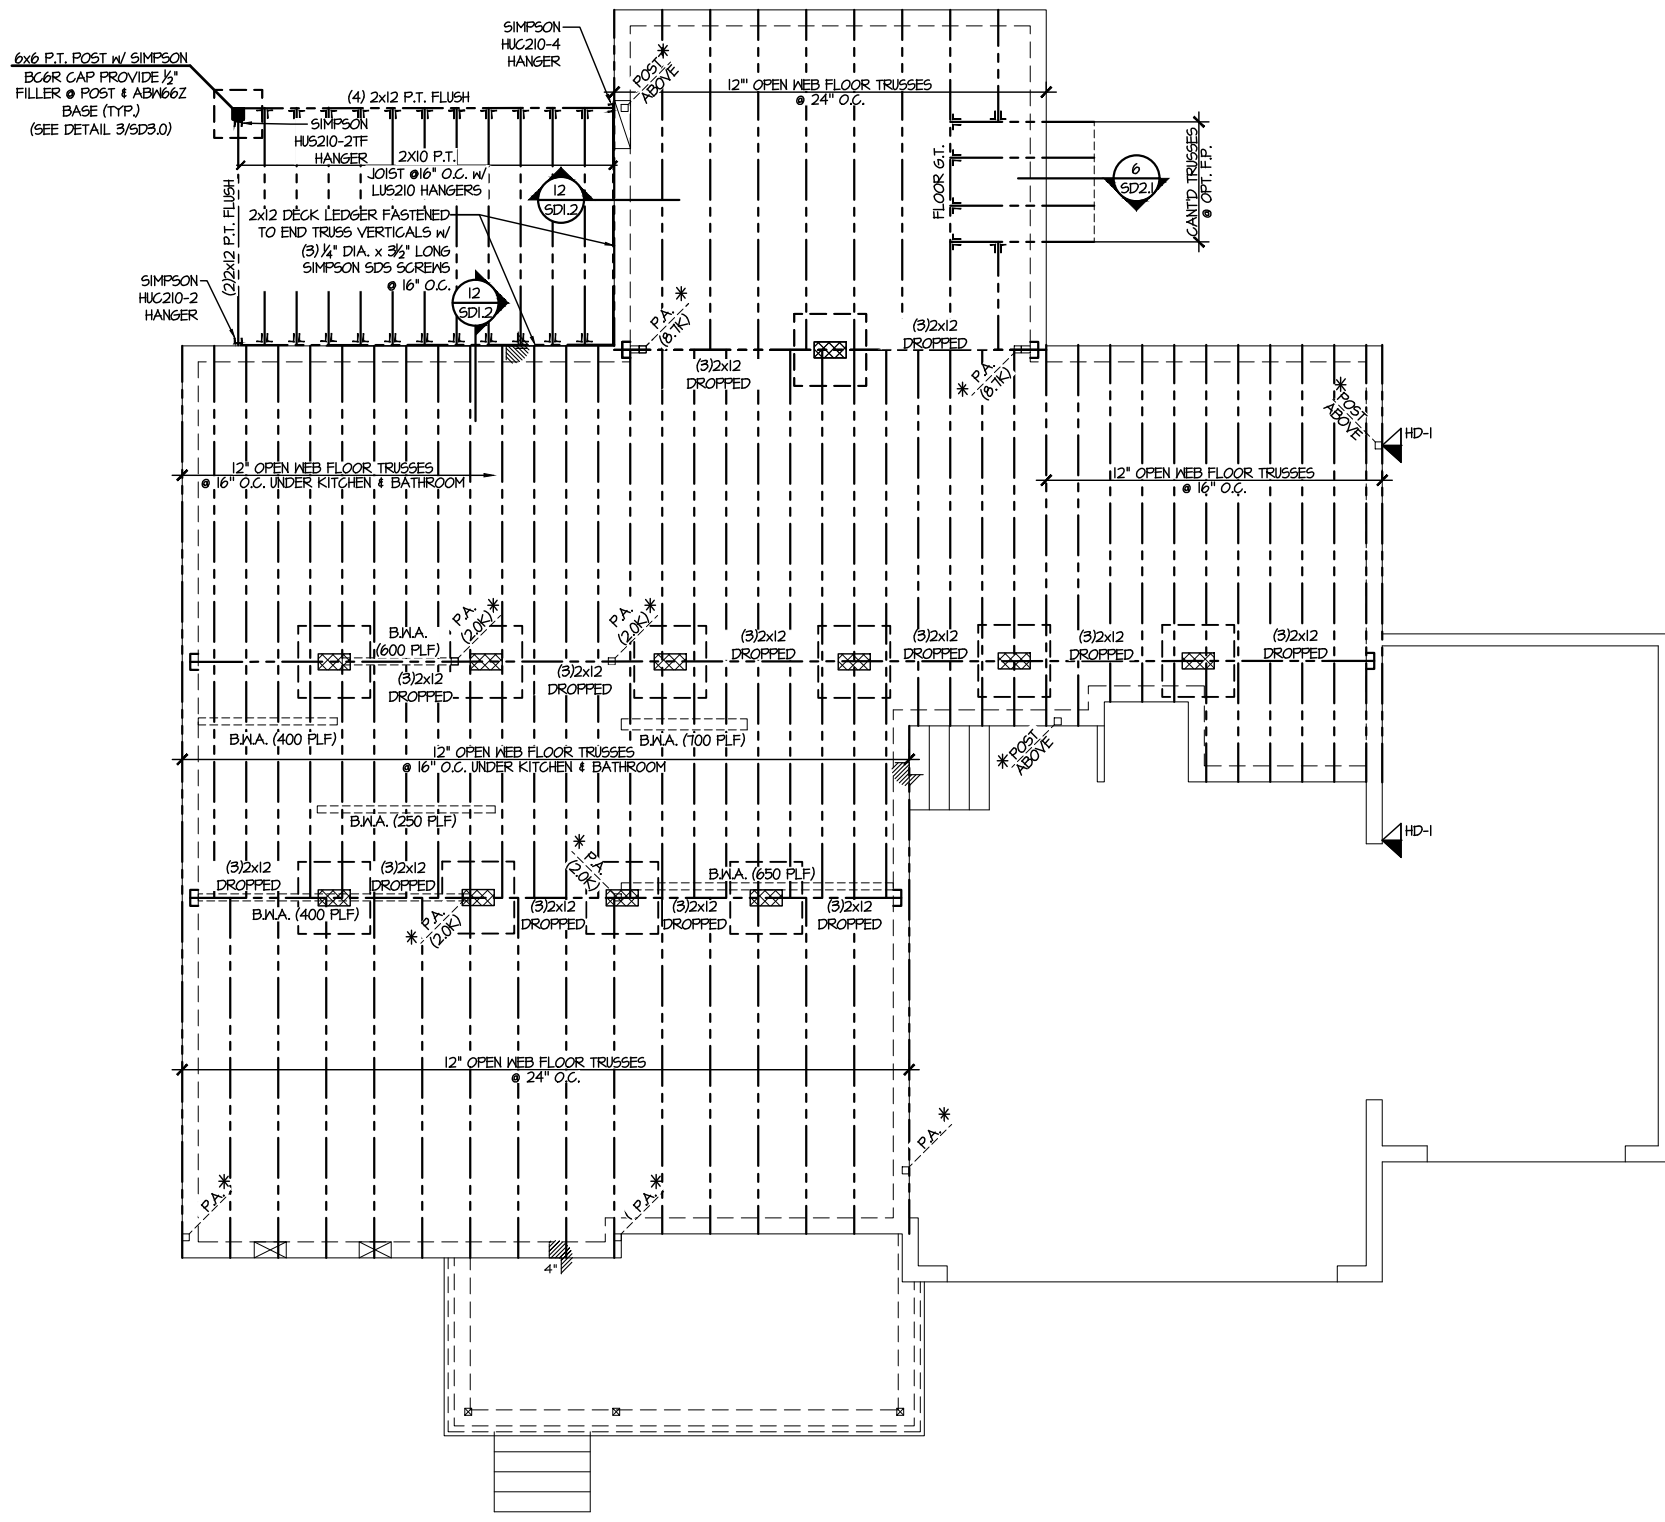 SIMPSON
HUC210-4
HANGER
6x6 P.T. POST W/ SIMPSON
BC6R CAP PROVIDE ½"
FILLER @ POST & ABW66Z
BASE (TYP.)
(SEE DETAIL 3/SD3.0)
(4) 2x12 P.T. FLUSH
SIMPSON
HUS210-2TF
HANGER
2X10 P.T.
JOIST @16" O.C. W/
LUS210 HANGERS
(2)2x12 P.T. FLUSH
2x12 DECK LEDGER FASTENED
TO END TRUSS VERTICALS W/
(3) ¼" DIA. x 3½" LONG
SIMPSON SDS SCREWS
@ 16" O.C.
SIMPSON
HUC210-2
HANGER
12
SD1.2
12
SD1.2
* POST
ABOVE
12"' OPEN WEB FLOOR TRUSSES
@ 24" O.C.
FLOOR G.T.
6
SD2.1
CANT'D TRUSSES
@ OPT. F.P.
P.A. *
(8.7K)
(3)2x12
DROPPED
(3)2x12
DROPPED
* P.A.
(8.7K)
* POST
ABOVE
HD-1
12" OPEN WEB FLOOR TRUSSES
@ 16" O.C. UNDER KITCHEN & BATHROOM
12" OPEN WEB FLOOR TRUSSES
@ 16" O.C.
B.W.A.
(600 PLF)
P.A. *
(2.0K)
P.A. *
(2.0K)
(3)2x12
DROPPED
(3)2x12
DROPPED
(3)2x12
DROPPED
(3)2x12
DROPPED
(3)2x12
DROPPED
(3)2x12
DROPPED
B.W.A. (400 PLF)
B.W.A. (700 PLF)
* POST
ABOVE
12" OPEN WEB FLOOR TRUSSES
@ 16" O.C. UNDER KITCHEN & BATHROOM
B.W.A. (250 PLF)
HD-1
(3)2x12
DROPPED
(3)2x12
DROPPED
* P.A.
(2.0K)
B.W.A. (650 PLF)
B.W.A. (400 PLF)
* P.A.
(2.0K)
(3)2x12
DROPPED
(3)2x12
DROPPED
(3)2x12
DROPPED
12" OPEN WEB FLOOR TRUSSES
@ 24" O.C.
P.A. *
P.A. *
( P.A. *
4"